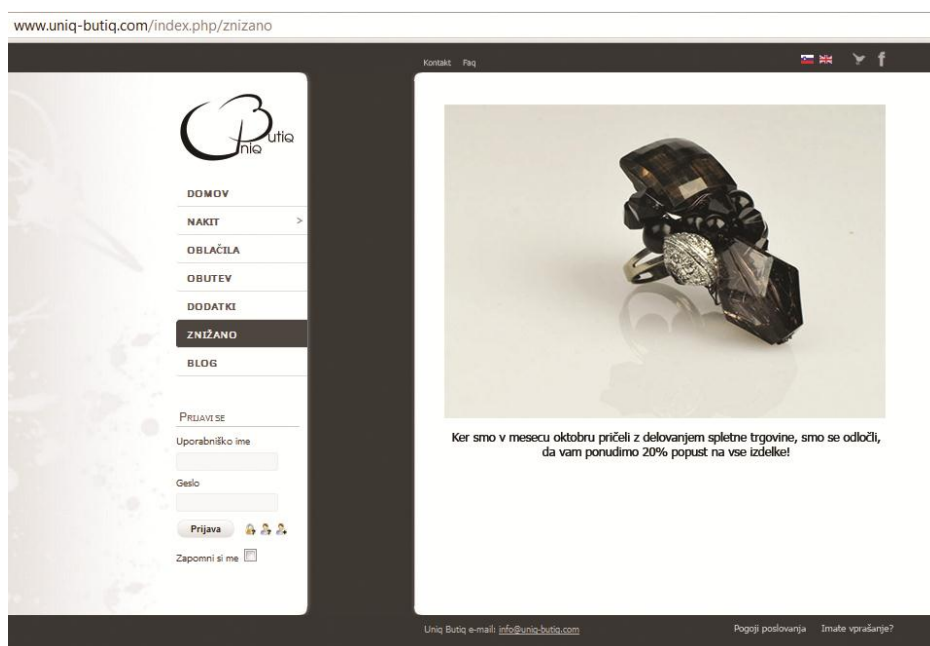 www.uniq-butiq.com/index.php/znizano
Kontakt Faq
Uniq
Butiq
DOMOV
NAKIT >
OBLAČILA
OBUTEV
DODATKI
ZNIŽANO
BLOG
PRIJAVI SE
Uporabniško ime
Geslo
Prijava
Zapomni si me
Ker smo v mesecu oktobru pričeli z delovanjem spletne trgovine, smo se odločli,
da vam ponudimo 20% popust na vse izdelke!
Uniq Butiq e-mail: info@uniq-butiq.com
Pogoji poslovanja Imate vprašanje?